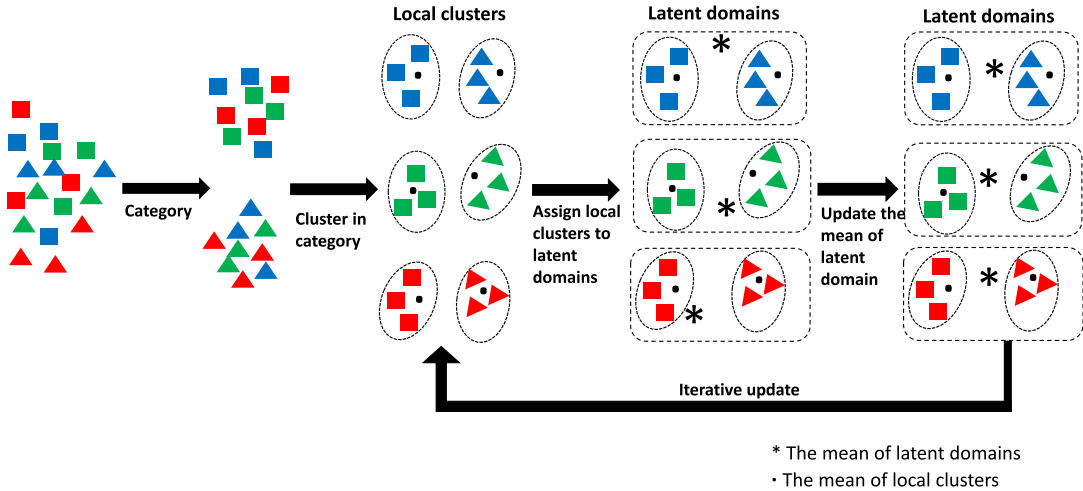 Local clusters
Latent domains
Latent domains
Category
Cluster in
category
Assign local
clusters to
latent
domains
Update the
mean of
latent
domain
Iterative update
* The mean of latent domains
· The mean of local clusters